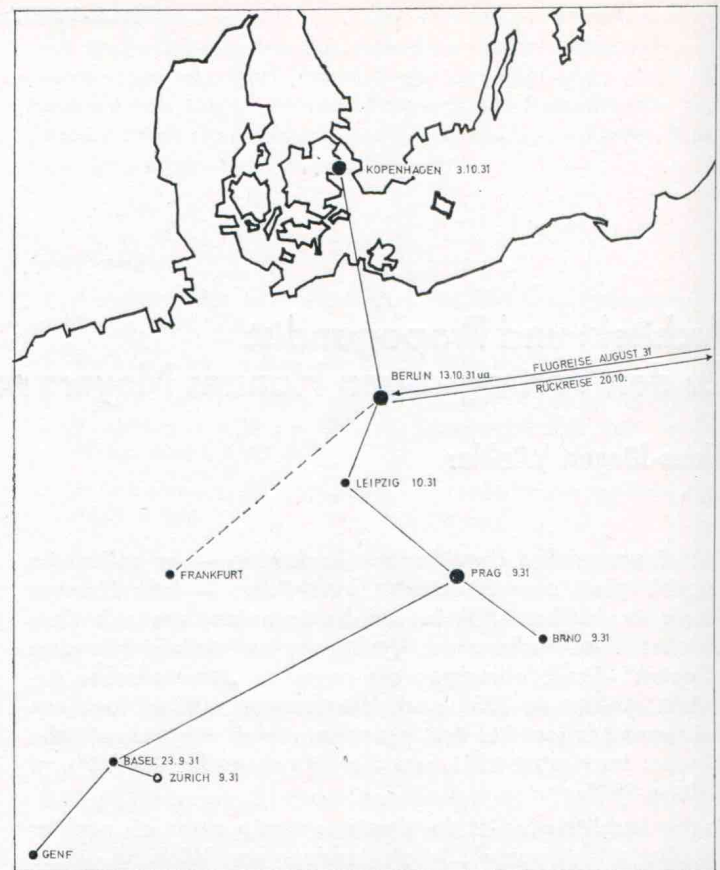 KOPENHAGEN 3.10.31
BERLIN 13.10.31 ua
FLUGREISE AUGUST 31
RÜCKREISE 20.10.
LEIPZIG 10.31
FRANKFURT
PRAG 9.31
BRNO 9.31
BASEL 23.9 31
ZÜRICH 9.31
GENF